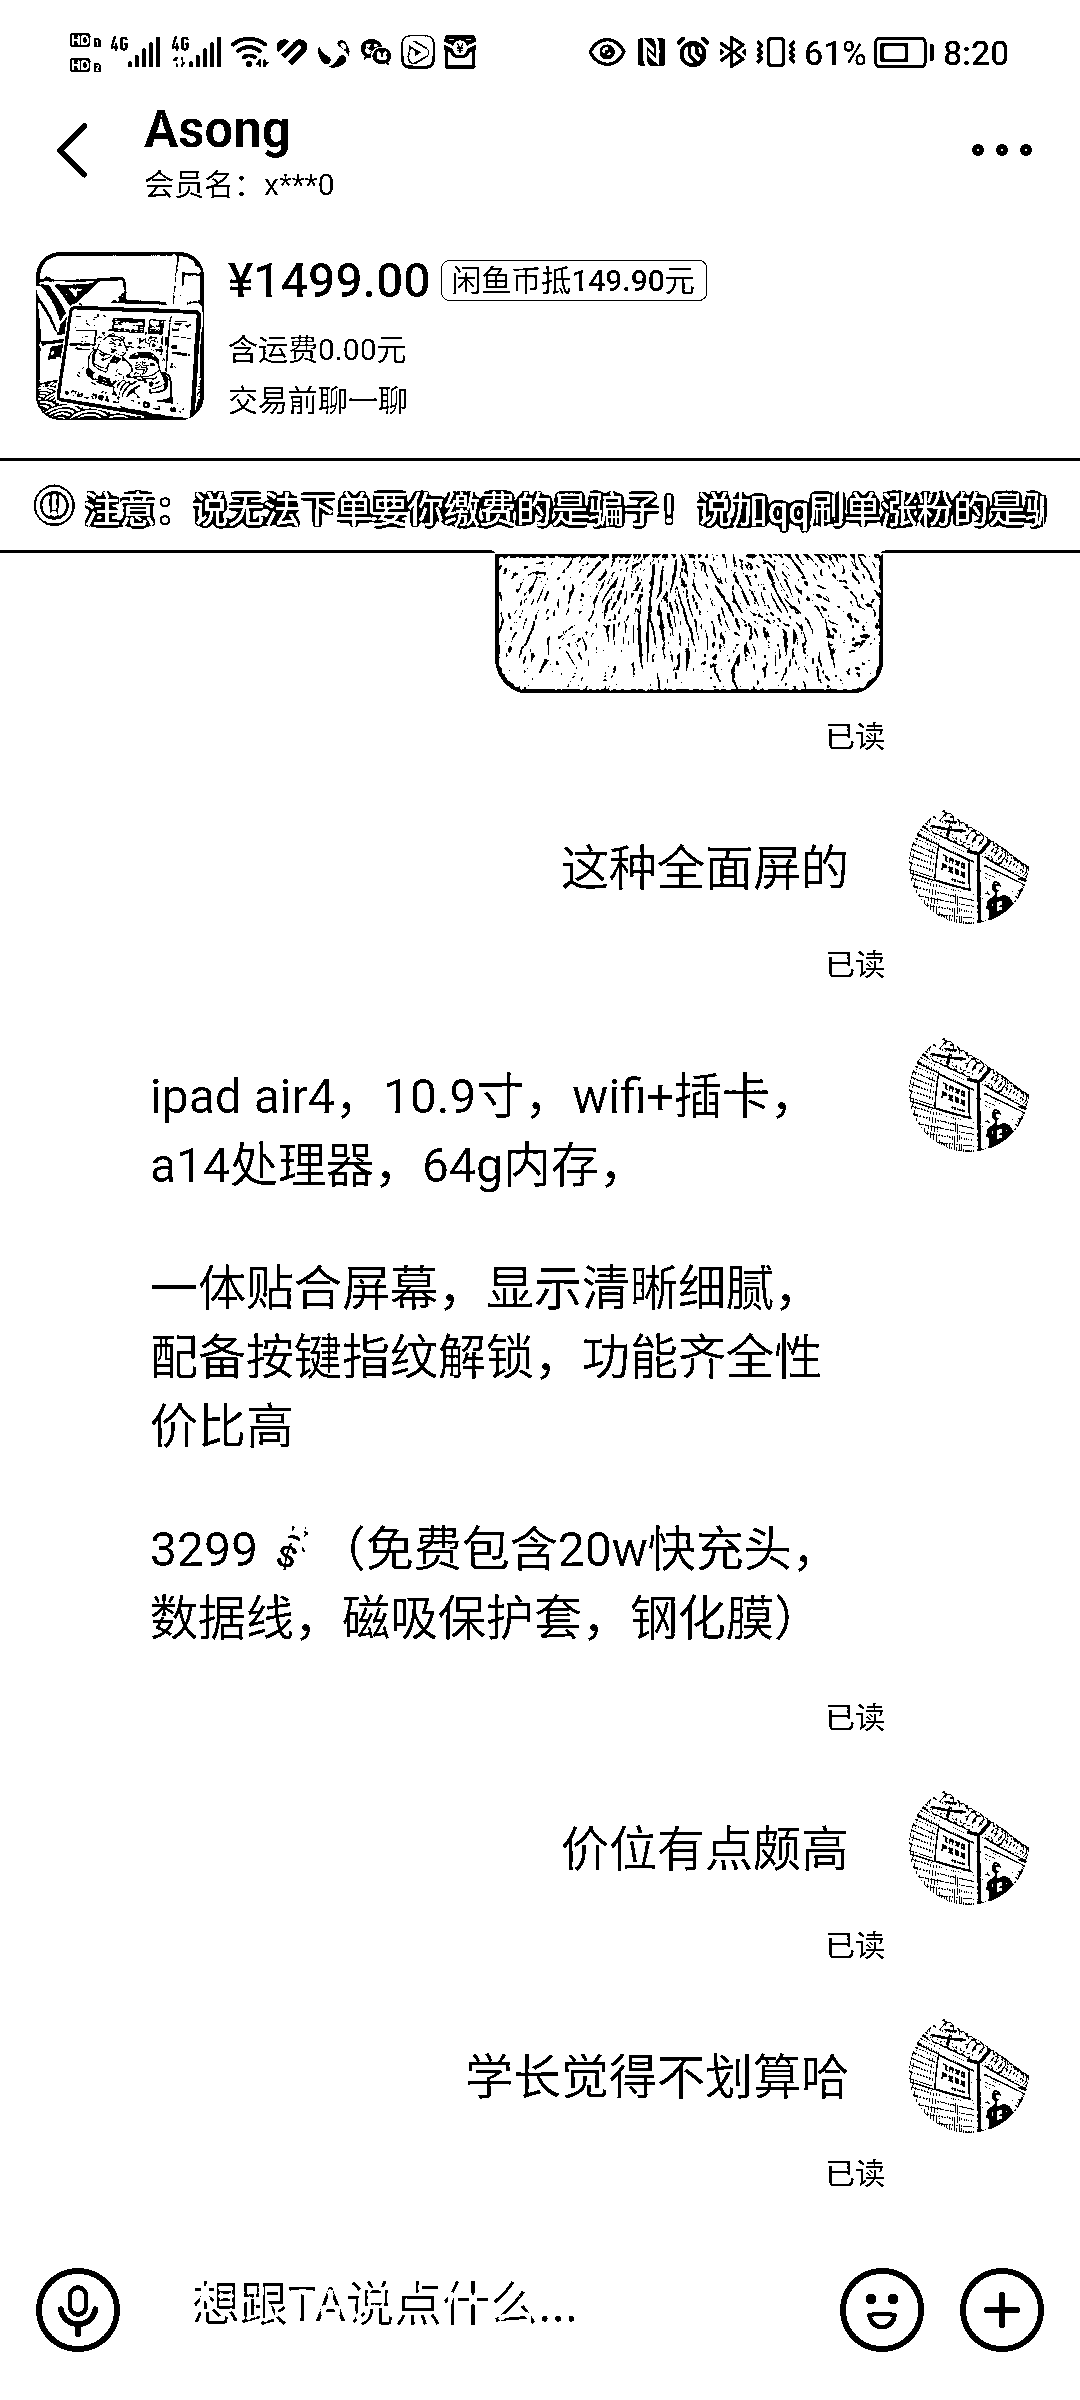 HD 1 4G 4G 61% 8:20
HD 2
Asong
会员名：x***0
¥1499.00 闲鱼币抵149.90元
含运费0.00元
交易前聊一聊
注意：说无法下单要你缴费的是骗子！说加qq刷单涨粉的是
已读
这种全面屏的
已读
ipad air4，10.9寸，wifi+插卡，
a14处理器，64g内存，
一体贴合屏幕，显示清晰细腻，
配备按键指纹解锁，功能齐全性
价比高
3299 💰（免费包含20w快充头，
数据线，磁吸保护套，钢化膜）
已读
价位有点颇高
已读
学长觉得不划算哈
已读
想跟TA说点什么...